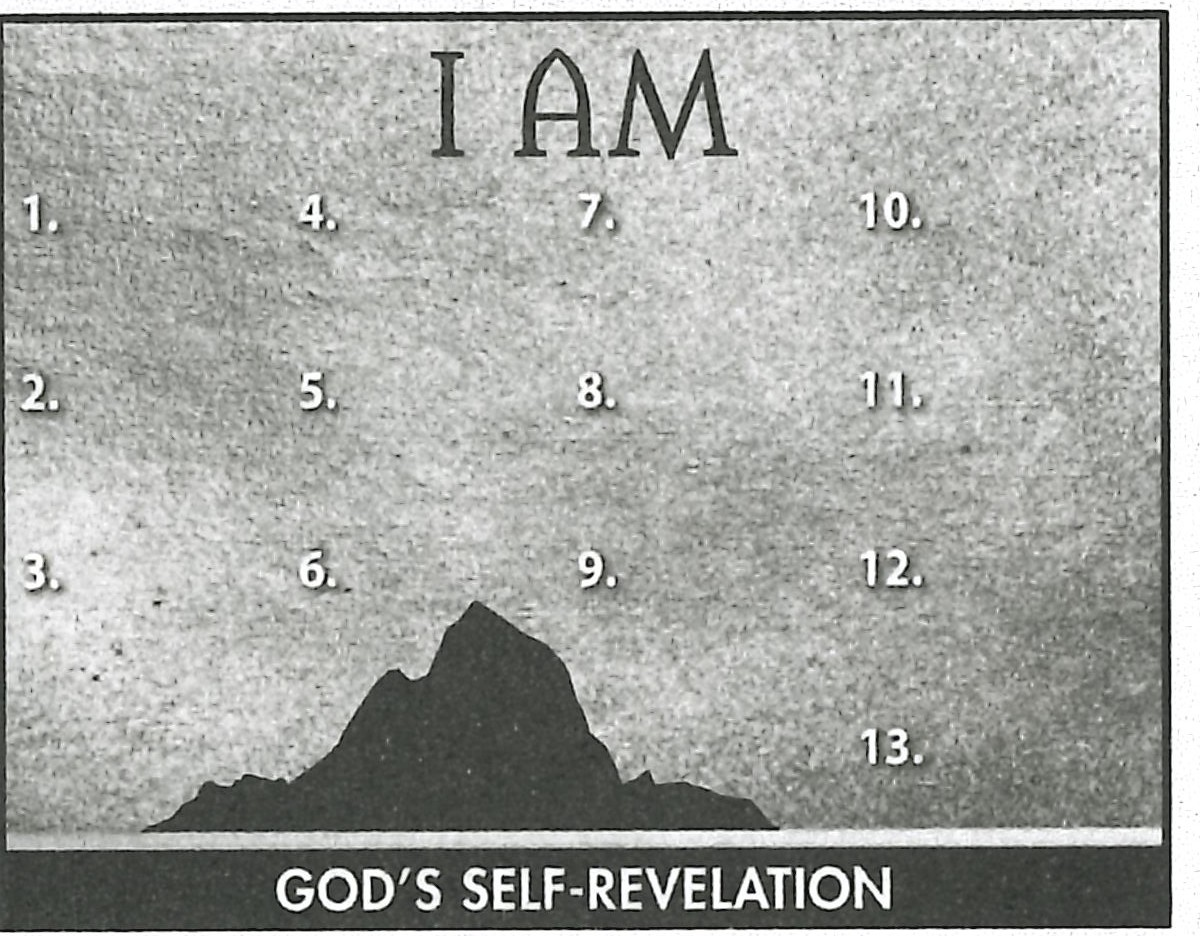 I AM
1. 4. 7. 10.
2. 5. 8. 11.
3. 6. 9. 12.
13.
GOD'S SELF-REVELATION